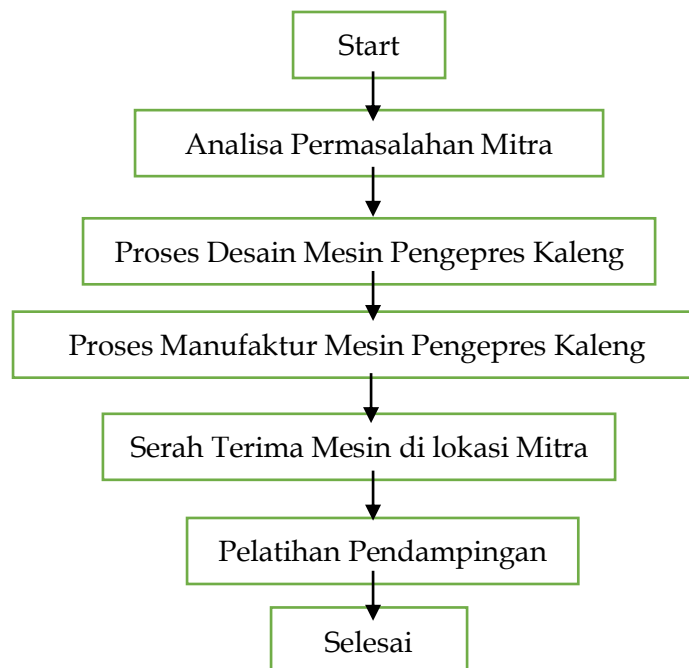 Start
Analisa Permasalahan Mitra
Proses Desain Mesin Pengepres Kaleng
Proses Manufaktur Mesin Pengepres Kaleng
Serah Terima Mesin di lokasi Mitra
Pelatihan Pendampingan
Selesai